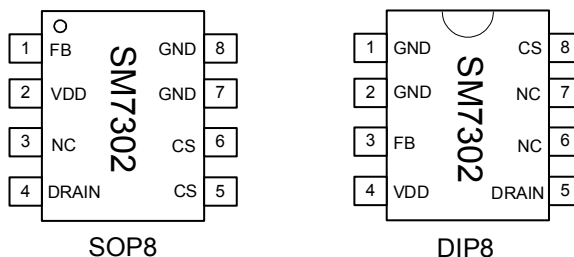 1 FB GND 8
2 VDD GND 7
3 NC CS 6
4 DRAIN CS 5
SM7302
SOP8
1 GND CS 8
2 GND NC 7
3 FB NC 6
4 VDD DRAIN 5
SM7302
DIP8